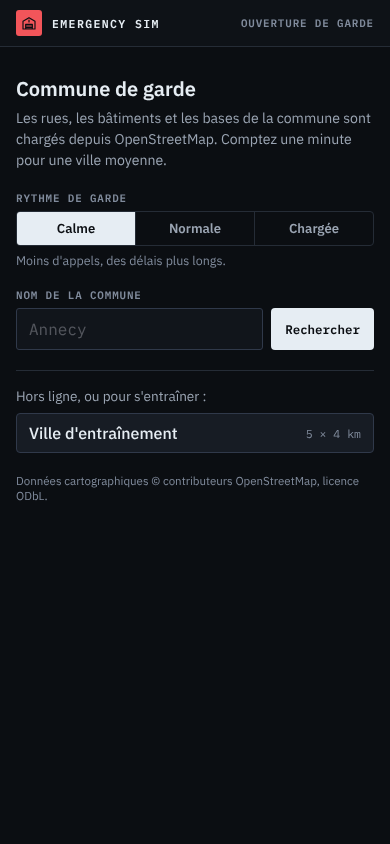 EMERGENCY SIM
OUVERTURE DE GARDE
Commune de garde
Les rues, les bâtiments et les bases de la commune sont
chargés depuis OpenStreetMap. Comptez une minute
pour une ville moyenne.
RYTHME DE GARDE
Calme
Normale
Chargée
Moins d'appels, des délais plus longs.
NOM DE LA COMMUNE
Annecy
Rechercher
Hors ligne, ou pour s'entraîner :
Ville d'entraînement
5 × 4 km
Données cartographiques © contributeurs OpenStreetMap, licence
ODbL.